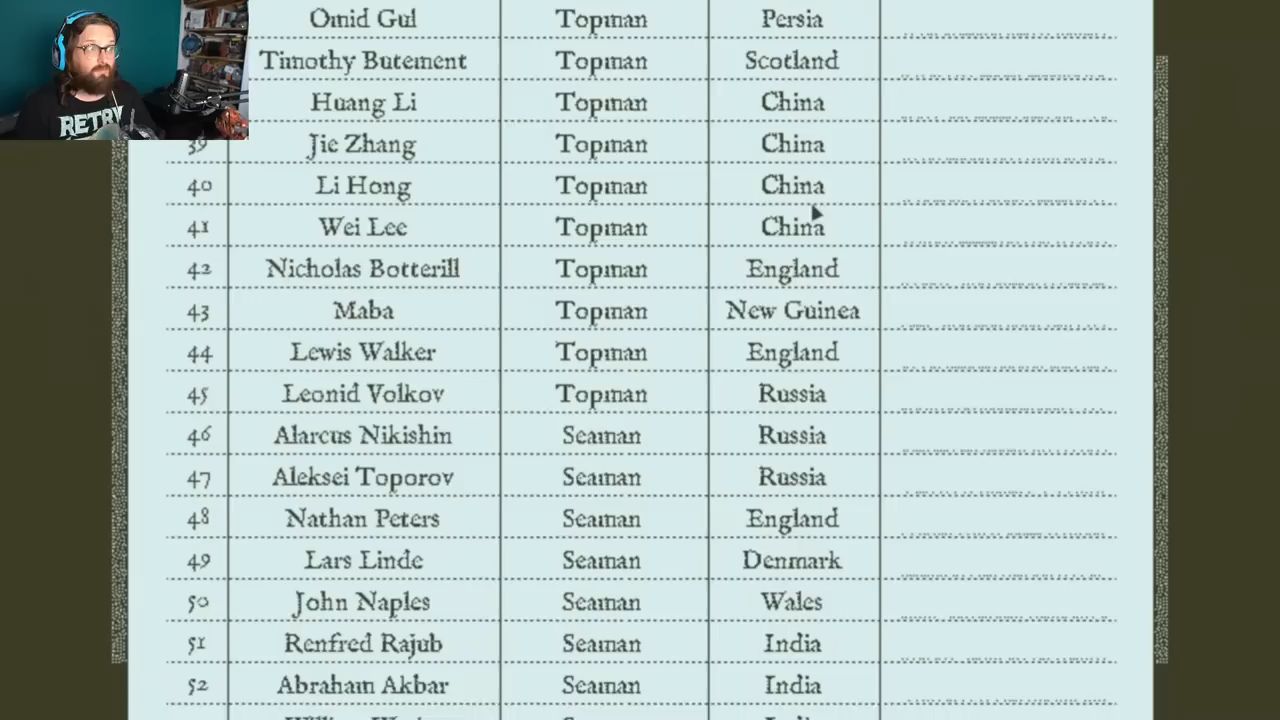 Omid Gul Topman Persia
Timothy Butement Topman Scotland
RETRY
Huang Li Topman China
39 Jie Zhang Topman China
40 Li Hong Topman China
41 Wei Lee Topman China
42 Nicholas Botterill Topman England
43 Maba Topman New Guinea
44 Lewis Walker Topman England
45 Leonid Volkov Topman Russia
46 Alarcus Nikishin Seaman Russia
47 Aleksei Toporov Seaman Russia
48 Nathan Peters Seaman England
49 Lars Linde Seaman Denmark
50 John Naples Seaman Wales
51 Renfred Rajub Seaman India
52 Abraham Akbar Seaman India